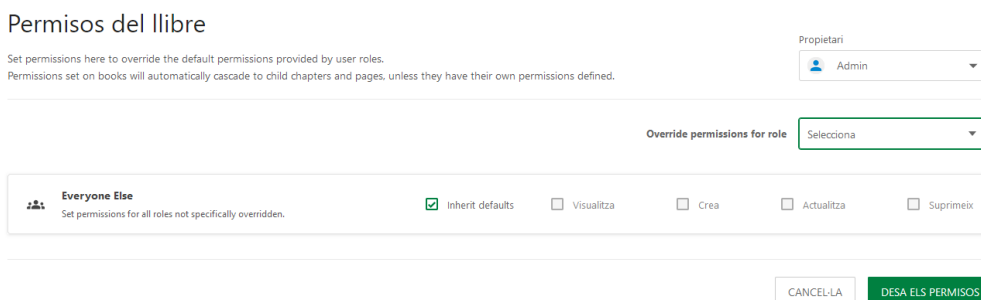 Permisos del llibre
Set permissions here to override the default permissions provided by user roles.
Permissions set on books will automatically cascade to child chapters and pages, unless they have their own permissions defined.
Propietari
Admin
Override permissions for role
Selecciona
Everyone Else
Set permissions for all roles not specifically overridden.
Inherit defaults
Visualitza
Crea
Actualitza
Suprimeix
CANCEL·LA
DESA ELS PERMISOS